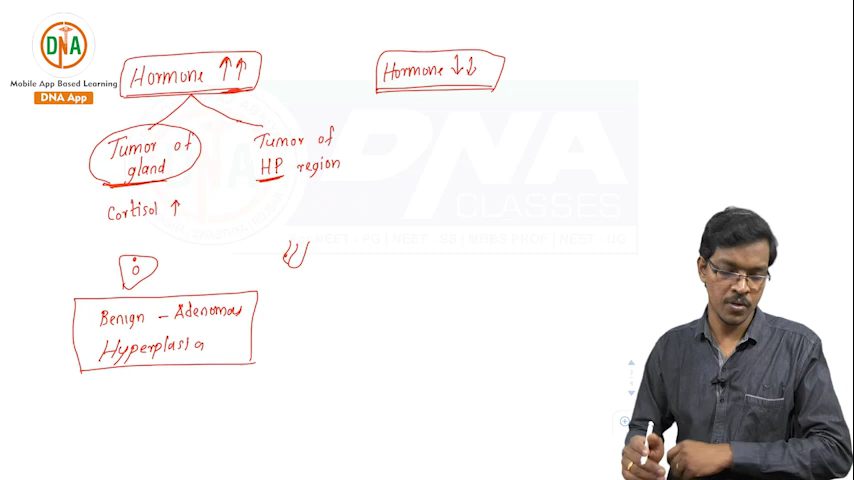 DNA
Mobile App Based Learning
DNA App
Hormone ↑↑
Hormone ↓↓
Tumor of
gland
Tumor of
HP region
Cortisol ↑
DNA
CLASSES
Benign - Adenomas
Hyperplasia